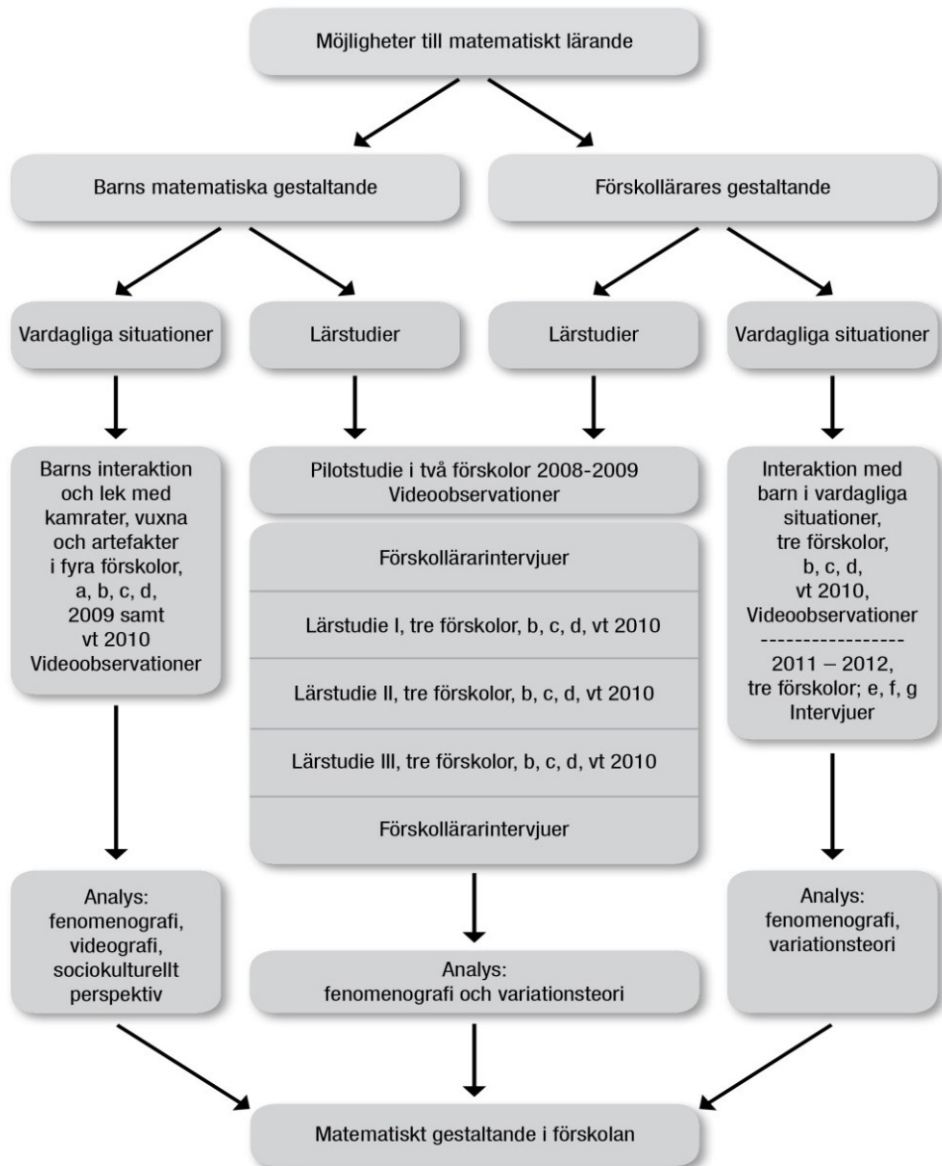 Möjligheter till matematiskt lärande
Barns matematiska gestaltande
Förskollärares gestaltande
Vardagliga situationer
Lärstudier
Lärstudier
Vardagliga situationer
Barns interaktion
och lek med
kamrater, vuxna
och artefakter
i fyra förskolor,
a, b, c, d,
2009 samt
vt 2010
Videoobservationer
Pilotstudie i två förskolor 2008-2009
Videoobservationer
Förskollärarintervjuer
Lärstudie I, tre förskolor, b, c, d, vt 2010
Lärstudie II, tre förskolor, b, c, d, vt 2010
Lärstudie III, tre förskolor, b, c, d, vt 2010
Förskollärarintervjuer
Interaktion med
barn i vardagliga
situationer,
tre förskolor,
b, c, d,
vt 2010,
Videoobservationer
-----------------
2011 – 2012,
tre förskolor; e, f, g
Intervjuer
Analys:
fenomenografi,
videografi,
sociokulturellt
perspektiv
Analys:
fenomenografi och variationsteori
Analys:
fenomenografi,
variationsteori
Matematiskt gestaltande i förskolan